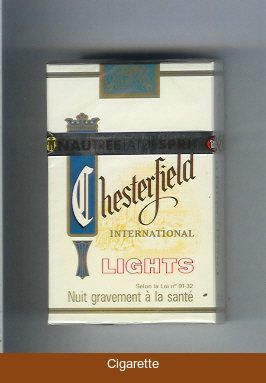 Chesterfield
INTERNATIONAL
LIGHTS
Selon la Loi n° 91-32
Nuit gravement à la santé
Cigarette